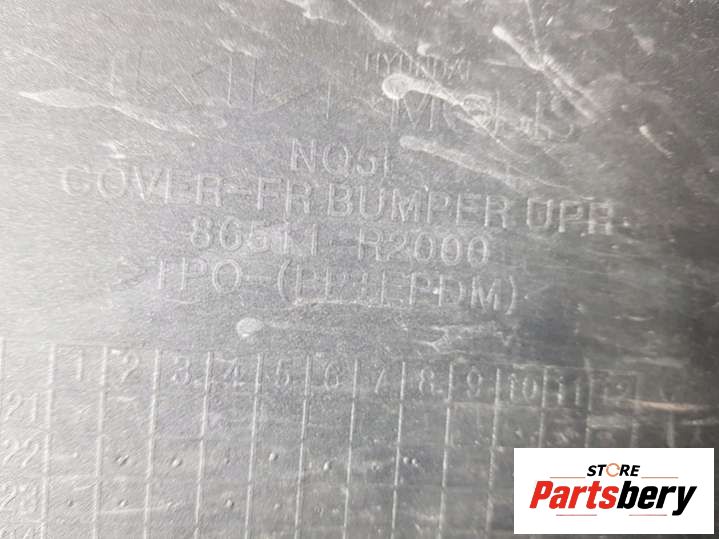 KIA HYUNDAI
MOBIS
NQ5I
COVER-FR BUMPER UPR
86511-R2000
TPO-(PP+EPDM)
1 2 3 4 5 6 7 8 9 10 11 12
21
22
23
STORE
Partsbery